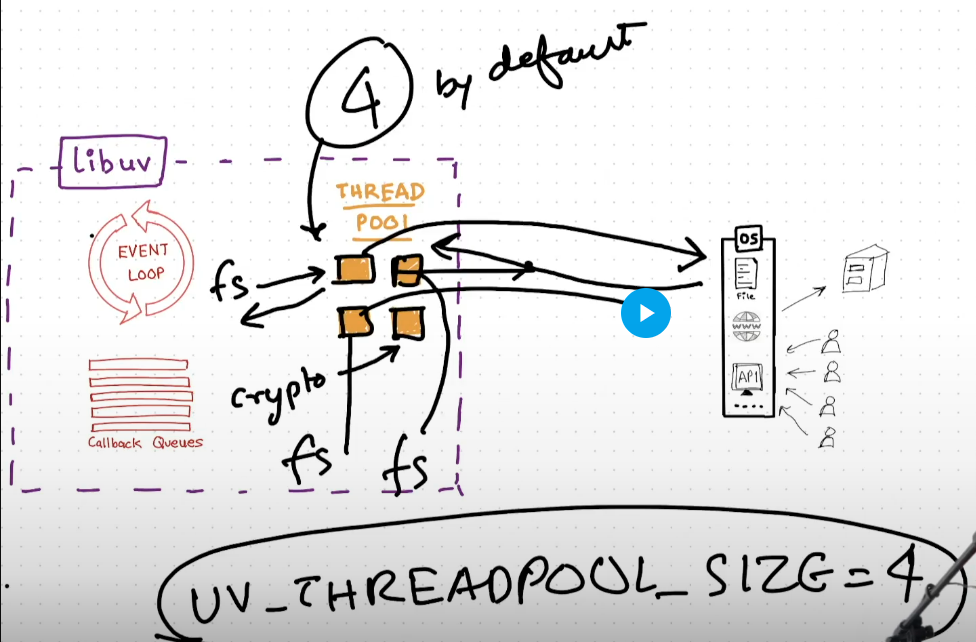 4 by default
libuv
THREAD
POOL
EVENT
LOOP
fs
crypto
fs
fs
Callback Queues
OS
File
WWW
API
UV_THREADPOOL_SIZE=4